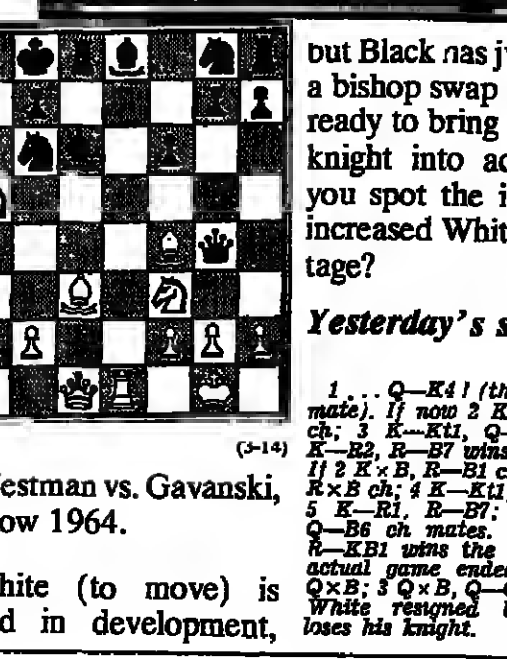 (3-14)
estman vs. Gavanski,
ow 1964.
hite (to move) is
d in development,
but Black has j
a bishop swap
ready to bring
knight into ac
you spot the i
increased Whit
tage?
Yesterday's s
1 . . . Q—K4 ! (th
mate). If now 2 K
ch; 3 K—Kt1, Q—
K—R2, R—B7 wins
If 2 K×B, R—B1 c
R×B ch; 4 K—Kt1
5 K—R1, R—B7;
Q—B6 ch mates.
R—KB1 wins the
actual game ende
Q×B; 3 Q×B, Q—
White resigned
loses his knight.